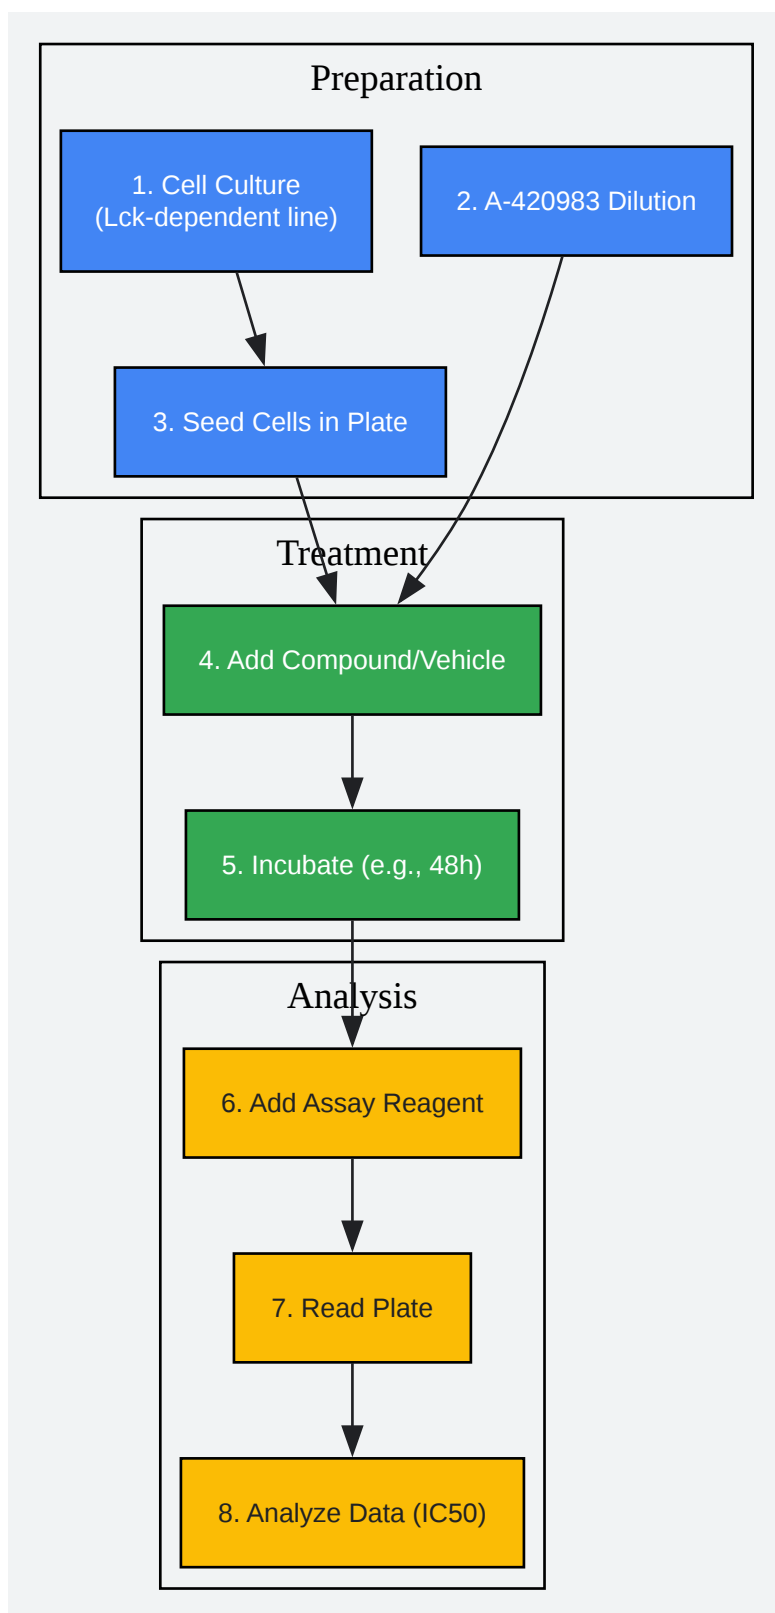 Preparation
1. Cell Culture
(Lck-dependent line)
2. A-420983 Dilution
3. Seed Cells in Plate
Treatment
4. Add Compound/Vehicle
5. Incubate (e.g., 48h)
Analysis
6. Add Assay Reagent
7. Read Plate
8. Analyze Data (IC50)